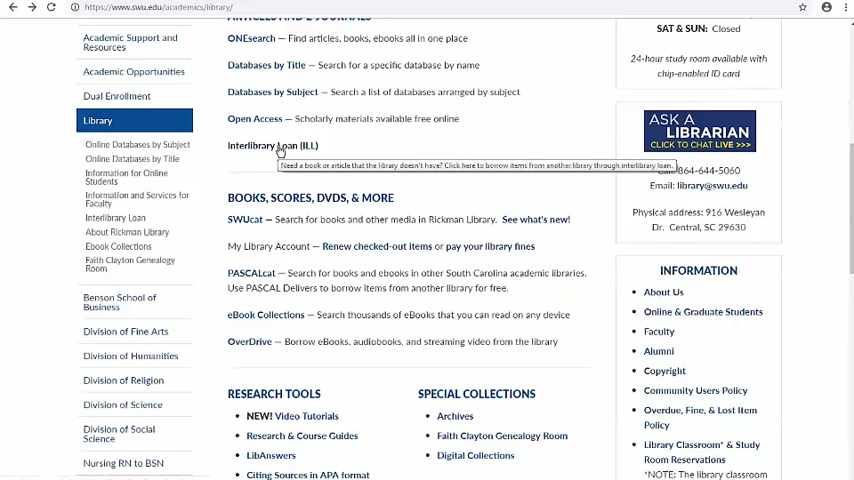 https://www.swu.edu/academics/library/
ARTICLES AND E-JOURNALS
ONEsearch — Find articles, books, ebooks all in one place
Databases by Title — Search for a specific database by name
Databases by Subject — Search a list of databases arranged by subject
Open Access — Scholarly materials available free online
Interlibrary Loan (ILL)
Need a book or article that the library doesn't have? Click here to borrow items from another library through interlibrary loan.
BOOKS, SCORES, DVDS, & MORE
SWUcat — Search for books and other media in Rickman Library. See what's new!
My Library Account — Renew checked-out items or pay your library fines
PASCALcat — Search for books and ebooks in other South Carolina academic libraries.
Use PASCAL Delivers to borrow items from another library for free.
eBook Collections — Search thousands of eBooks that you can read on any device
OverDrive — Borrow eBooks, audiobooks, and streaming video from the library
RESEARCH TOOLS
NEW! Video Tutorials
Research & Course Guides
LibAnswers
Citing Sources in APA format
SPECIAL COLLECTIONS
Archives
Faith Clayton Genealogy Room
Digital Collections
Academic Support and
Resources
Academic Opportunities
Dual Enrollment
Library
Online Databases by Subject
Online Databases by Title
Information for Online
Students
Information and Services for
Faculty
Interlibrary Loan
About Rickman Library
Ebook Collections
Faith Clayton Genealogy
Room
Benson School of
Business
Division of Fine Arts
Division of Humanities
Division of Religion
Division of Science
Division of Social
Science
Nursing RN to BSN
SAT & SUN: Closed
24-hour study room available with
chip-enabled ID card
ASK A
LIBRARIAN
CLICK TO CHAT LIVE >>>
Call: 864-644-5060
Email: library@swu.edu
Physical address: 916 Wesleyan
Dr. Central, SC 29630
INFORMATION
About Us
Online & Graduate Students
Faculty
Alumni
Copyright
Community Users Policy
Overdue, Fine, & Lost Item
Policy
Library Classroom* & Study
Room Reservations
*NOTE: The library classroom